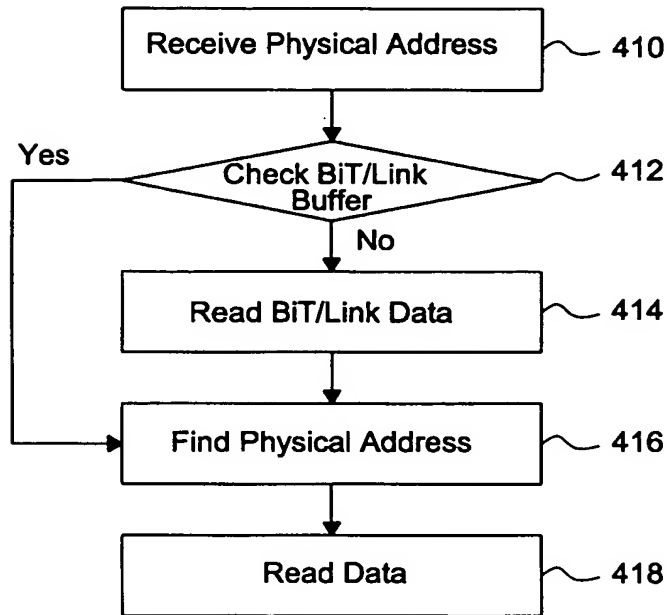 Receive Physical Address
410
Yes
Check BiT/Link
Buffer
412
No
Read BiT/Link Data
414
Find Physical Address
416
Read Data
418